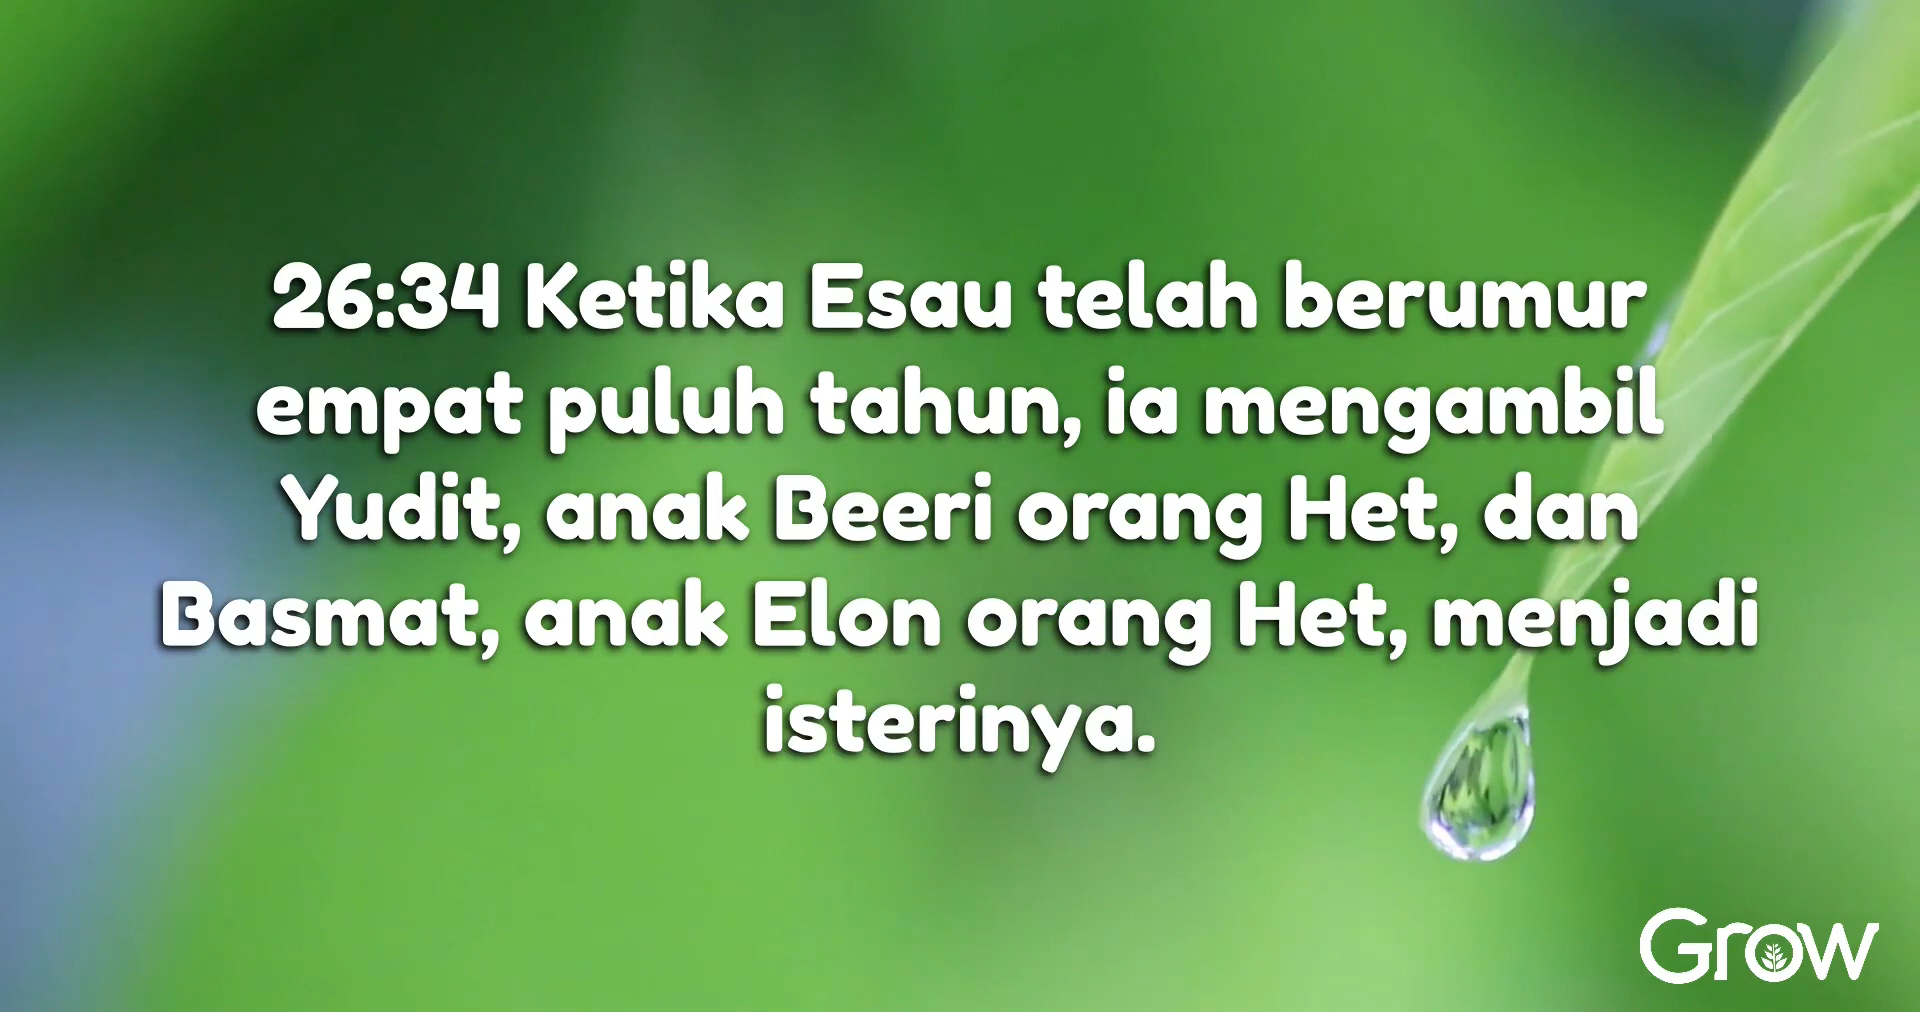 26:34 Ketika Esau telah berumur
empat puluh tahun, ia mengambil
Yudit, anak Beeri orang Het, dan
Basmat, anak Elon orang Het, menjadi
isterinya.
Grow